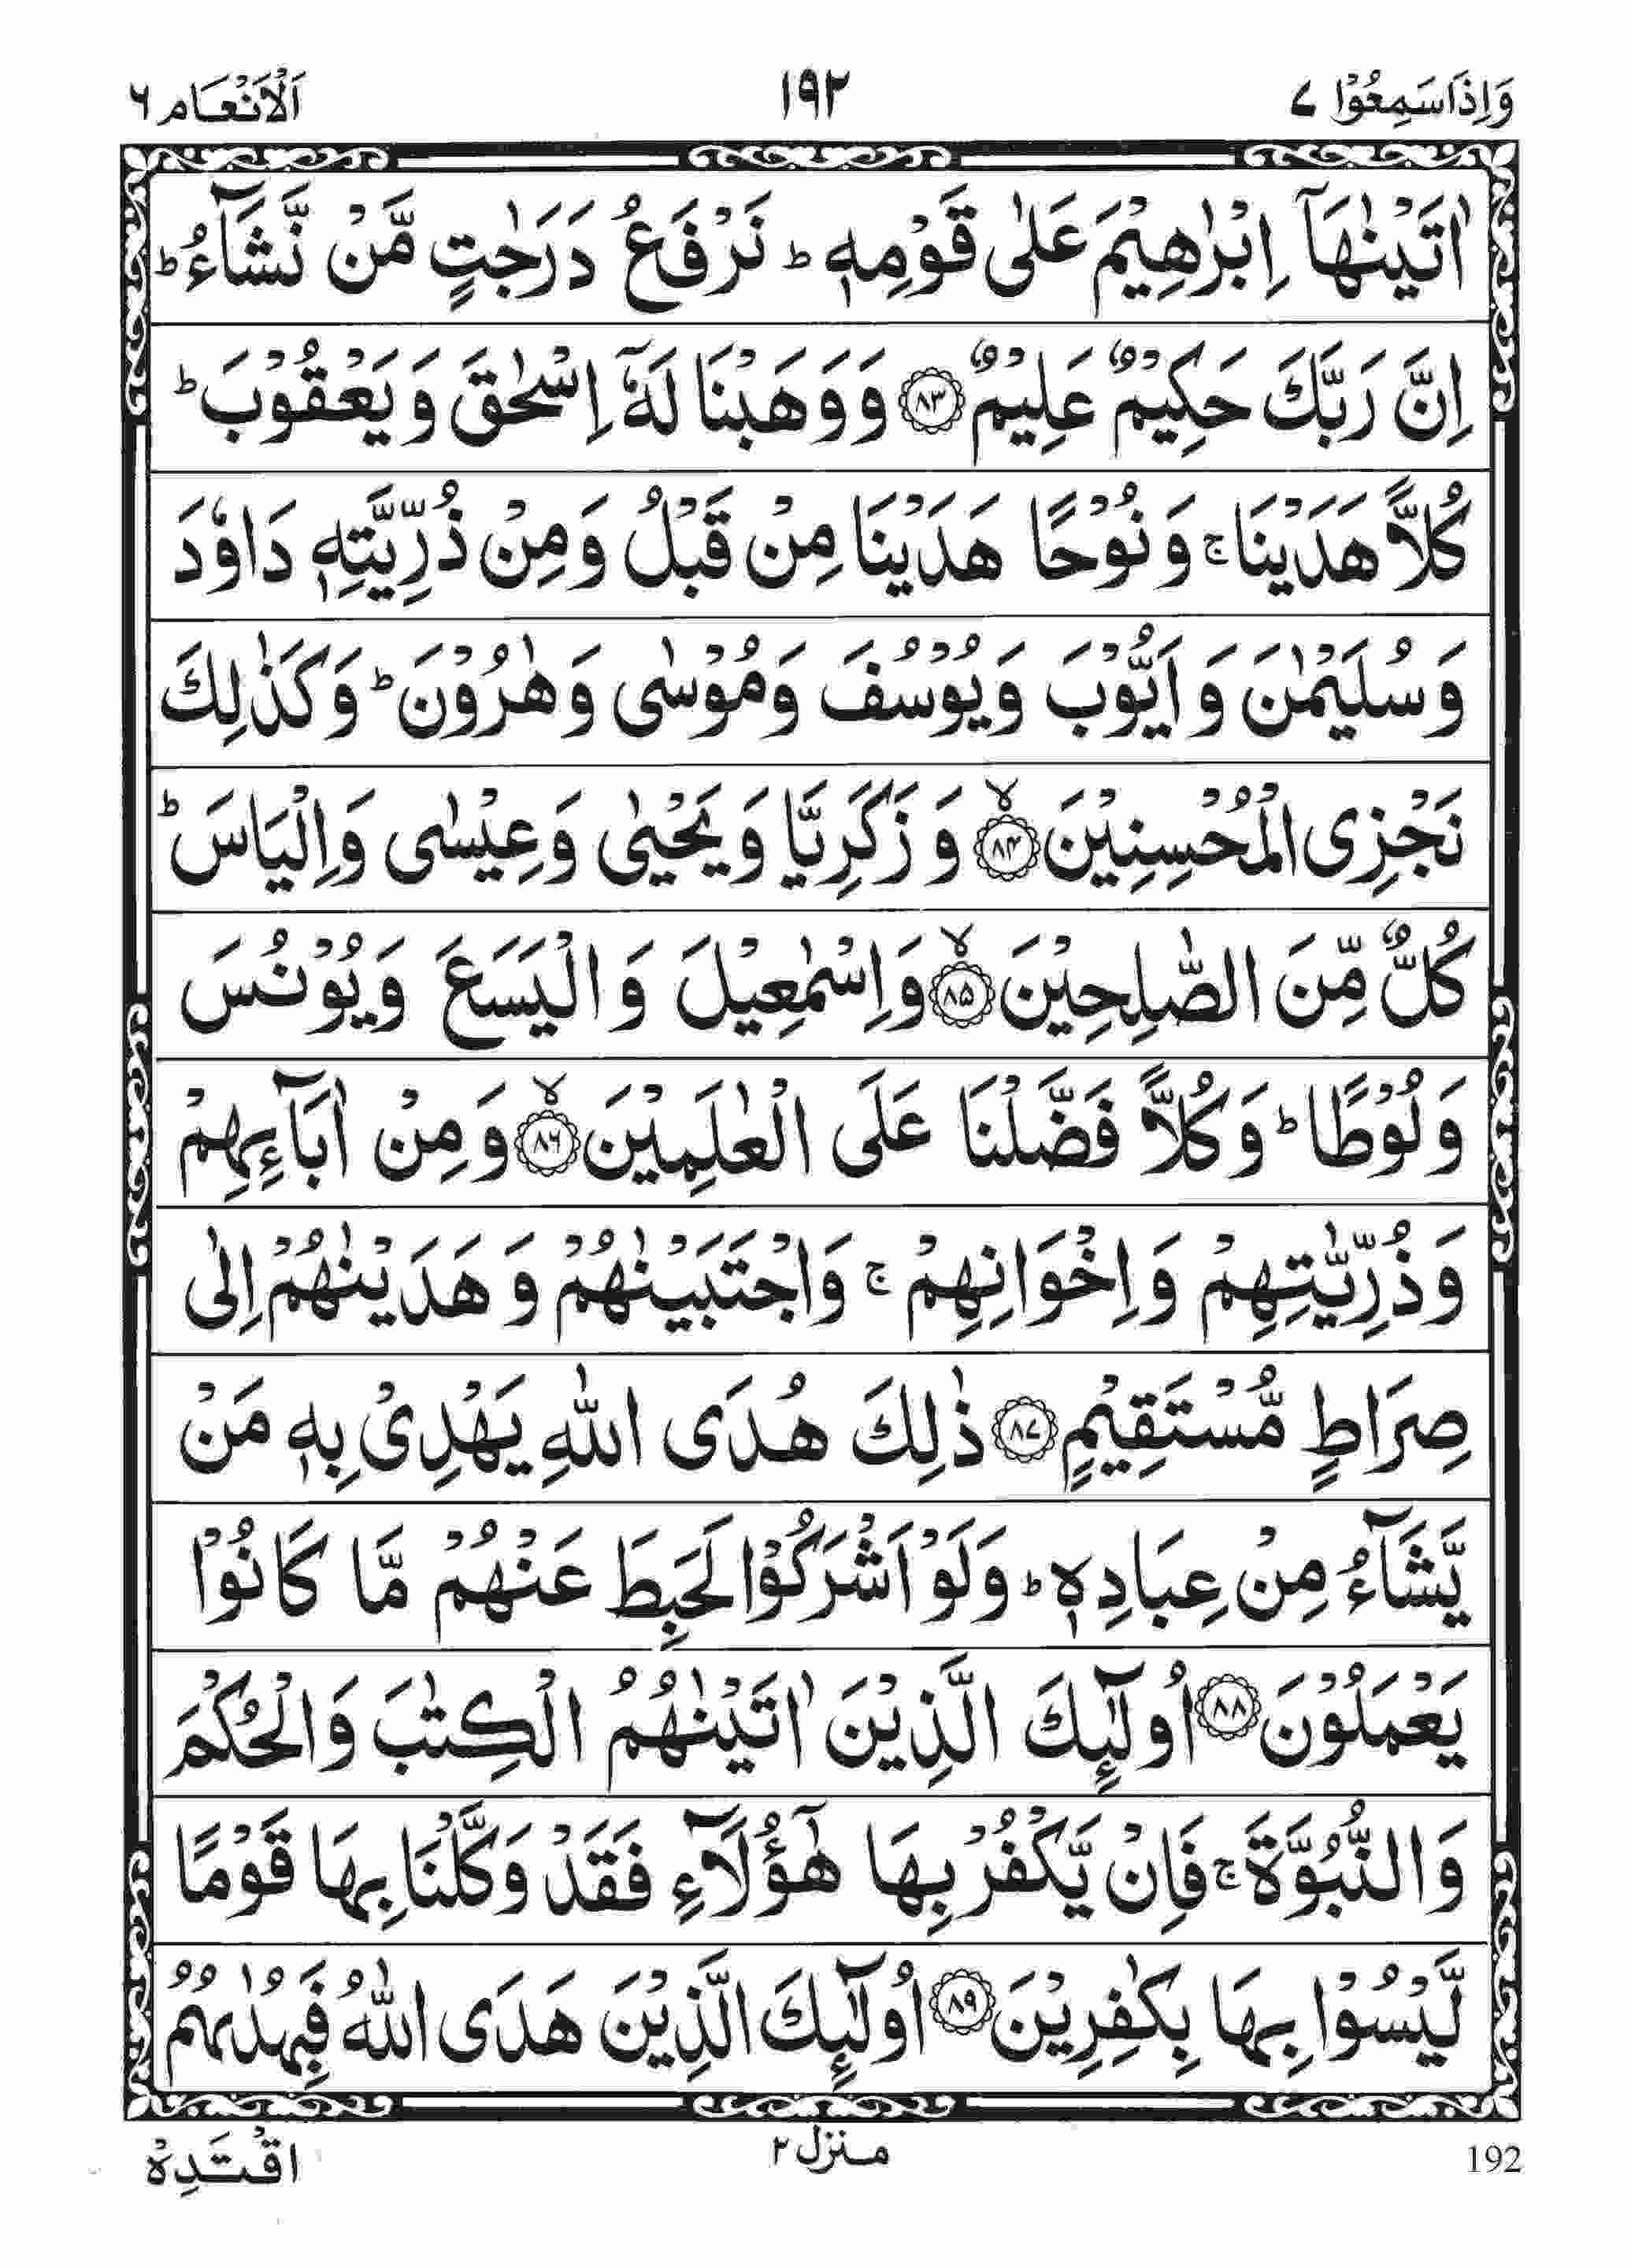 وَاِذَاسَمِعُوْا ٧ ١٩٢ اَلْاَنْعَام ٦
اٰتَيْنٰهَاۤ اِبْرٰهِيْمَ عَلٰى قَوْمِهٖ ؕ نَرْفَعُ دَرَجٰتٍ مَّنْ نَّشَآءُ ؕ
اِنَّ رَبَّكَ حَكِيْمٌ عَلِيْمٌ ﴿٨٣﴾ وَوَهَبْنَا لَهٗۤ اِسْحٰقَ وَيَعْقُوْبَ ؕ
كُلًّا هَدَيْنَا ۚ وَنُوْحًا هَدَيْنَا مِنْ قَبْلُ وَمِنْ ذُرِّيَّتِهٖ دَاوٗدَ
وَسُلَيْمٰنَ وَاَيُّوْبَ وَيُوْسُفَ وَمُوْسٰى وَهٰرُوْنَ ؕ وَكَذٰلِكَ
نَجْزِى الْمُحْسِنِيْنَ ۙ﴿٨٤﴾ وَزَكَرِيَّا وَيَحْيٰى وَعِيْسٰى وَاِلْيَاسَ ؕ
كُلٌّ مِّنَ الصّٰلِحِيْنَ ۙ﴿٨٥﴾ وَاِسْمٰعِيْلَ وَالْيَسَعَ وَيُوْنُسَ
وَلُوْطًا ؕ وَكُلًّا فَضَّلْنَا عَلَى الْعٰلَمِيْنَ ۙ﴿٨٦﴾ وَمِنْ اٰبَآءِهِمْ
وَذُرِّيّٰتِهِمْ وَاِخْوَانِهِمْ ۚ وَاجْتَبَيْنٰهُمْ وَهَدَيْنٰهُمْ اِلٰى
صِرَاطٍ مُّسْتَقِيْمٍ ﴿٨٧﴾ ذٰلِكَ هُدَى اللّٰهِ يَهْدِىْ بِهٖ مَنْ
يَّشَآءُ مِنْ عِبَادِهٖ ؕ وَلَوْ اَشْرَكُوْا لَحَبِطَ عَنْهُمْ مَّا كَانُوْا
يَعْمَلُوْنَ ﴿٨٨﴾ اُولٰٓئِكَ الَّذِيْنَ اٰتَيْنٰهُمُ الْكِتٰبَ وَالْحُكْمَ
وَالنُّبُوَّةَ ۚ فَاِنْ يَّكْفُرْ بِهَا هٰۤؤُلَآءِ فَقَدْ وَكَّلْنَا بِهَا قَوْمًا
لَّيْسُوْا بِهَا بِكٰفِرِيْنَ ﴿٨٩﴾ اُولٰٓئِكَ الَّذِيْنَ هَدَى اللّٰهُ فَبِهُدٰىهُمُ
192 منزل ٢ اقْتَدِهْ